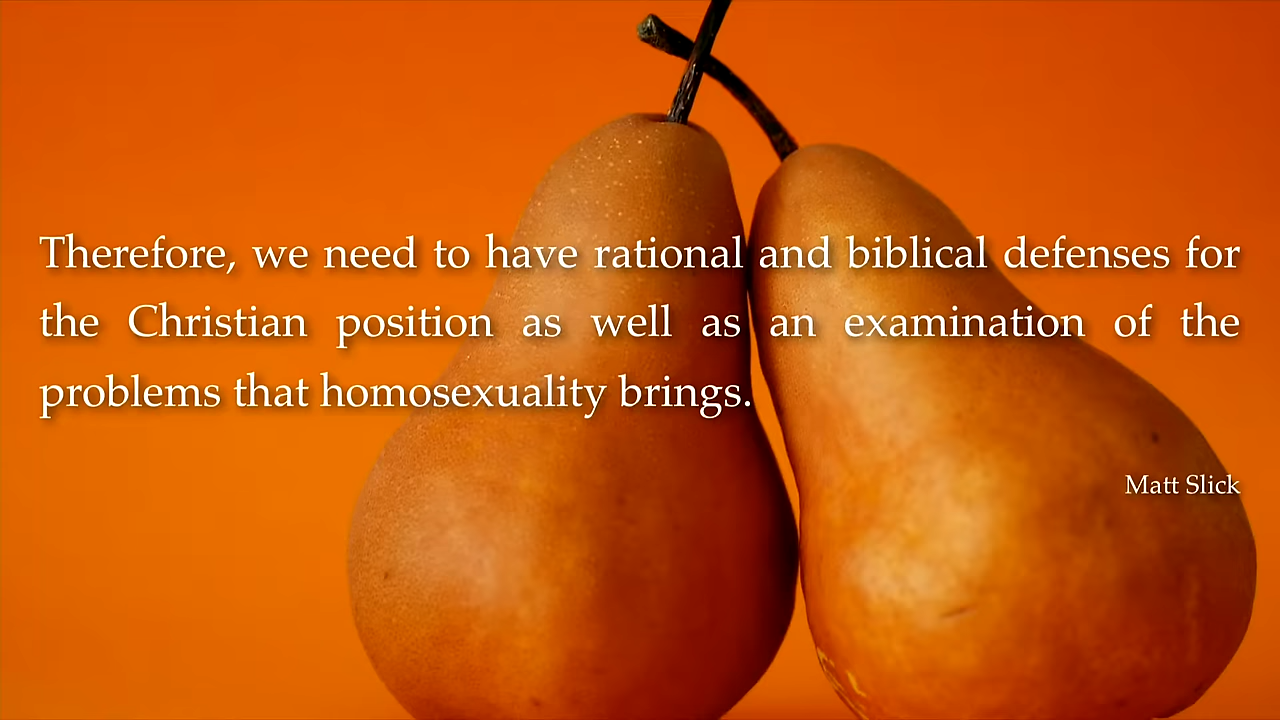 Therefore, we need to have rational and biblical defenses for
the Christian position as well as an examination of the
problems that homosexuality brings.
Matt Slick